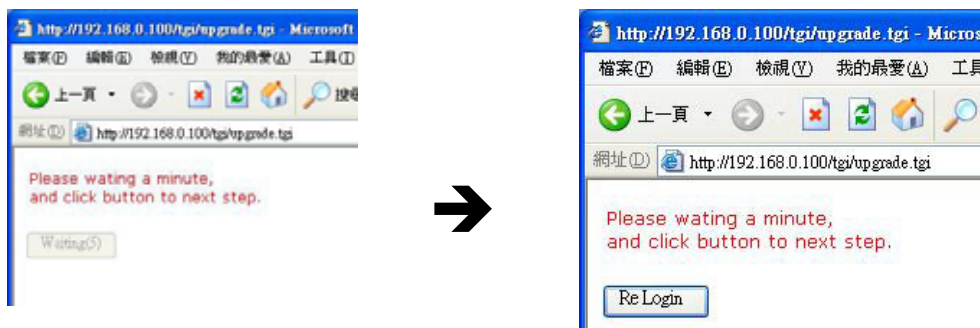 http://192.168.0.100/tgi/upgrade.tgi - Microsoft
檔案(F) 編輯(E) 檢視(V) 我的最愛(A) 工具(T)
上一頁
網址(D) http://192.168.0.100/tgi/upgrade.tgi
Please wating a minute,
and click button to next step.
Waiting(5)
http://192.168.0.100/tgi/upgrade.tgi - Micros
檔案(F) 編輯(E) 檢視(V) 我的最愛(A) 工具
上一頁
網址(D) http://192.168.0.100/tgi/upgrade.tgi
Please wating a minute,
and click button to next step.
Re Login